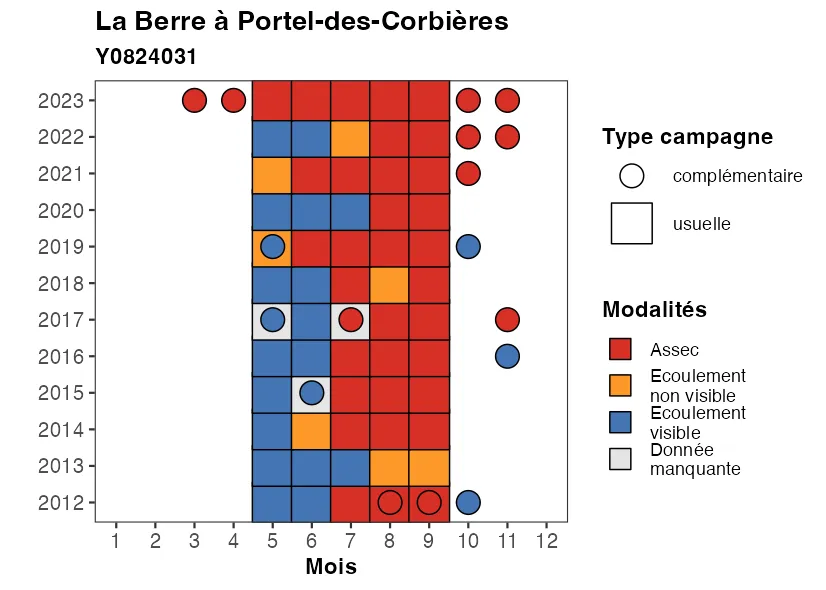 La Berre à Portel-des-Corbières
Y0824031
2023
2022
2021
2020
2019
2018
2017
2016
2015
2014
2013
2012
1 2 3 4 5 6 7 8 9 10 11 12
Mois
Type campagne
complémentaire
usuelle
Modalités
Assec
Ecoulement
non visible
Ecoulement
visible
Donnée
manquante